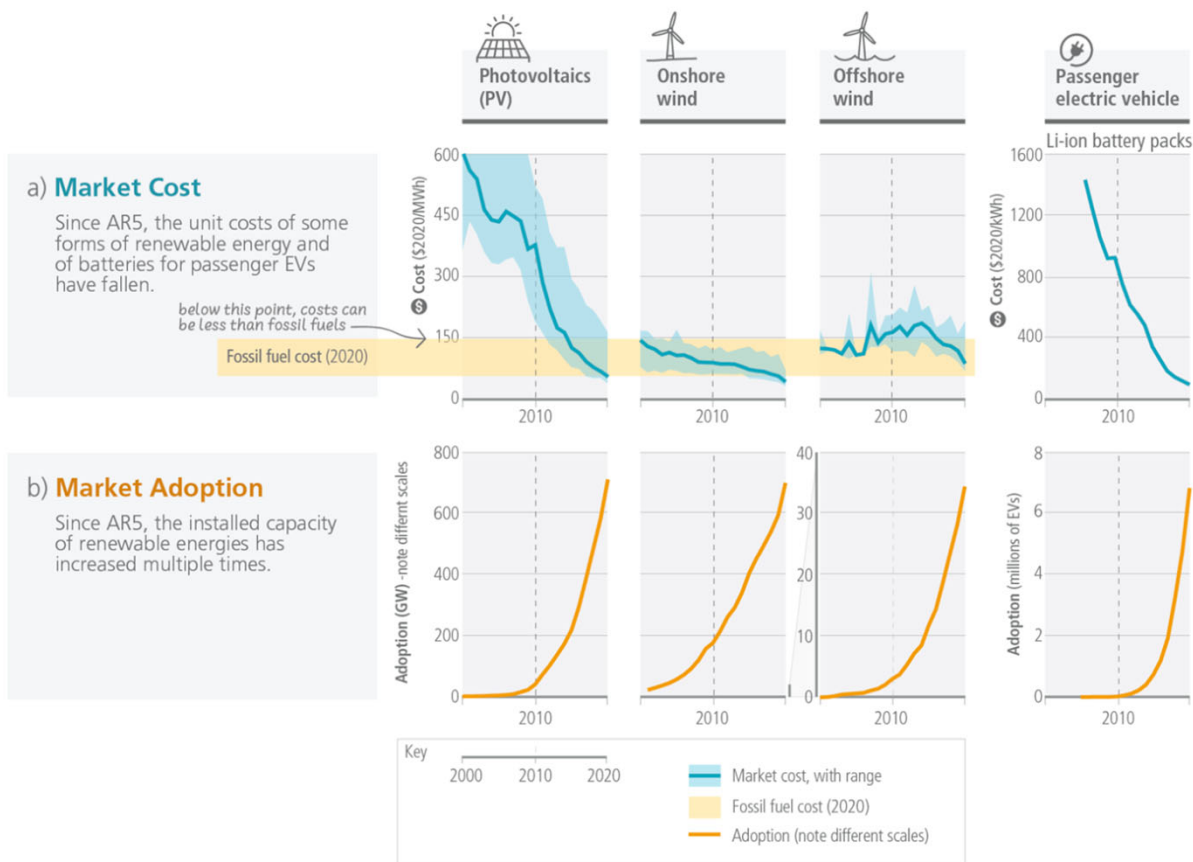 Photovoltaics
(PV)
Onshore
wind
Offshore
wind
Passenger
electric vehicle
Li-ion battery packs
a) Market Cost
Since AR5, the unit costs of some
forms of renewable energy and
of batteries for passenger EVs
have fallen.
below this point, costs can
be less than fossil fuels
Fossil fuel cost (2020)
$ Cost ($2020/MWh)
600
450
300
150
0
2010
2010
2010
$ Cost ($2020/kWh)
1600
1200
800
400
0
2010
b) Market Adoption
Since AR5, the installed capacity
of renewable energies has
increased multiple times.
Adoption (GW) -note differnt scales
800
600
400
200
0
2010
2010
40
30
20
10
0
2010
Adoption (millions of EVs)
8
6
4
2
0
2010
Key
2000 2010 2020
Market cost, with range
Fossil fuel cost (2020)
Adoption (note different scales)